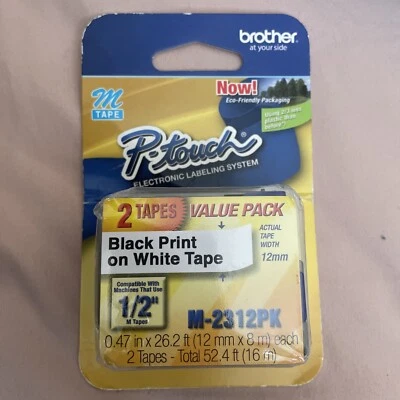 brother
at your side
M
TAPE
Now!
Eco-Friendly Packaging
P-touch
ELECTRONIC LABELING SYSTEM
2 TAPES VALUE PACK
Black Print
on White Tape
ACTUAL
TAPE
WIDTH
12mm
Compatible With
Machines That Use
1/2"
M Tapes
M-2312PK
0.47 in x 26.2 ft (12 mm x 8 m) each
2 Tapes - Total 52.4 ft (16 m)